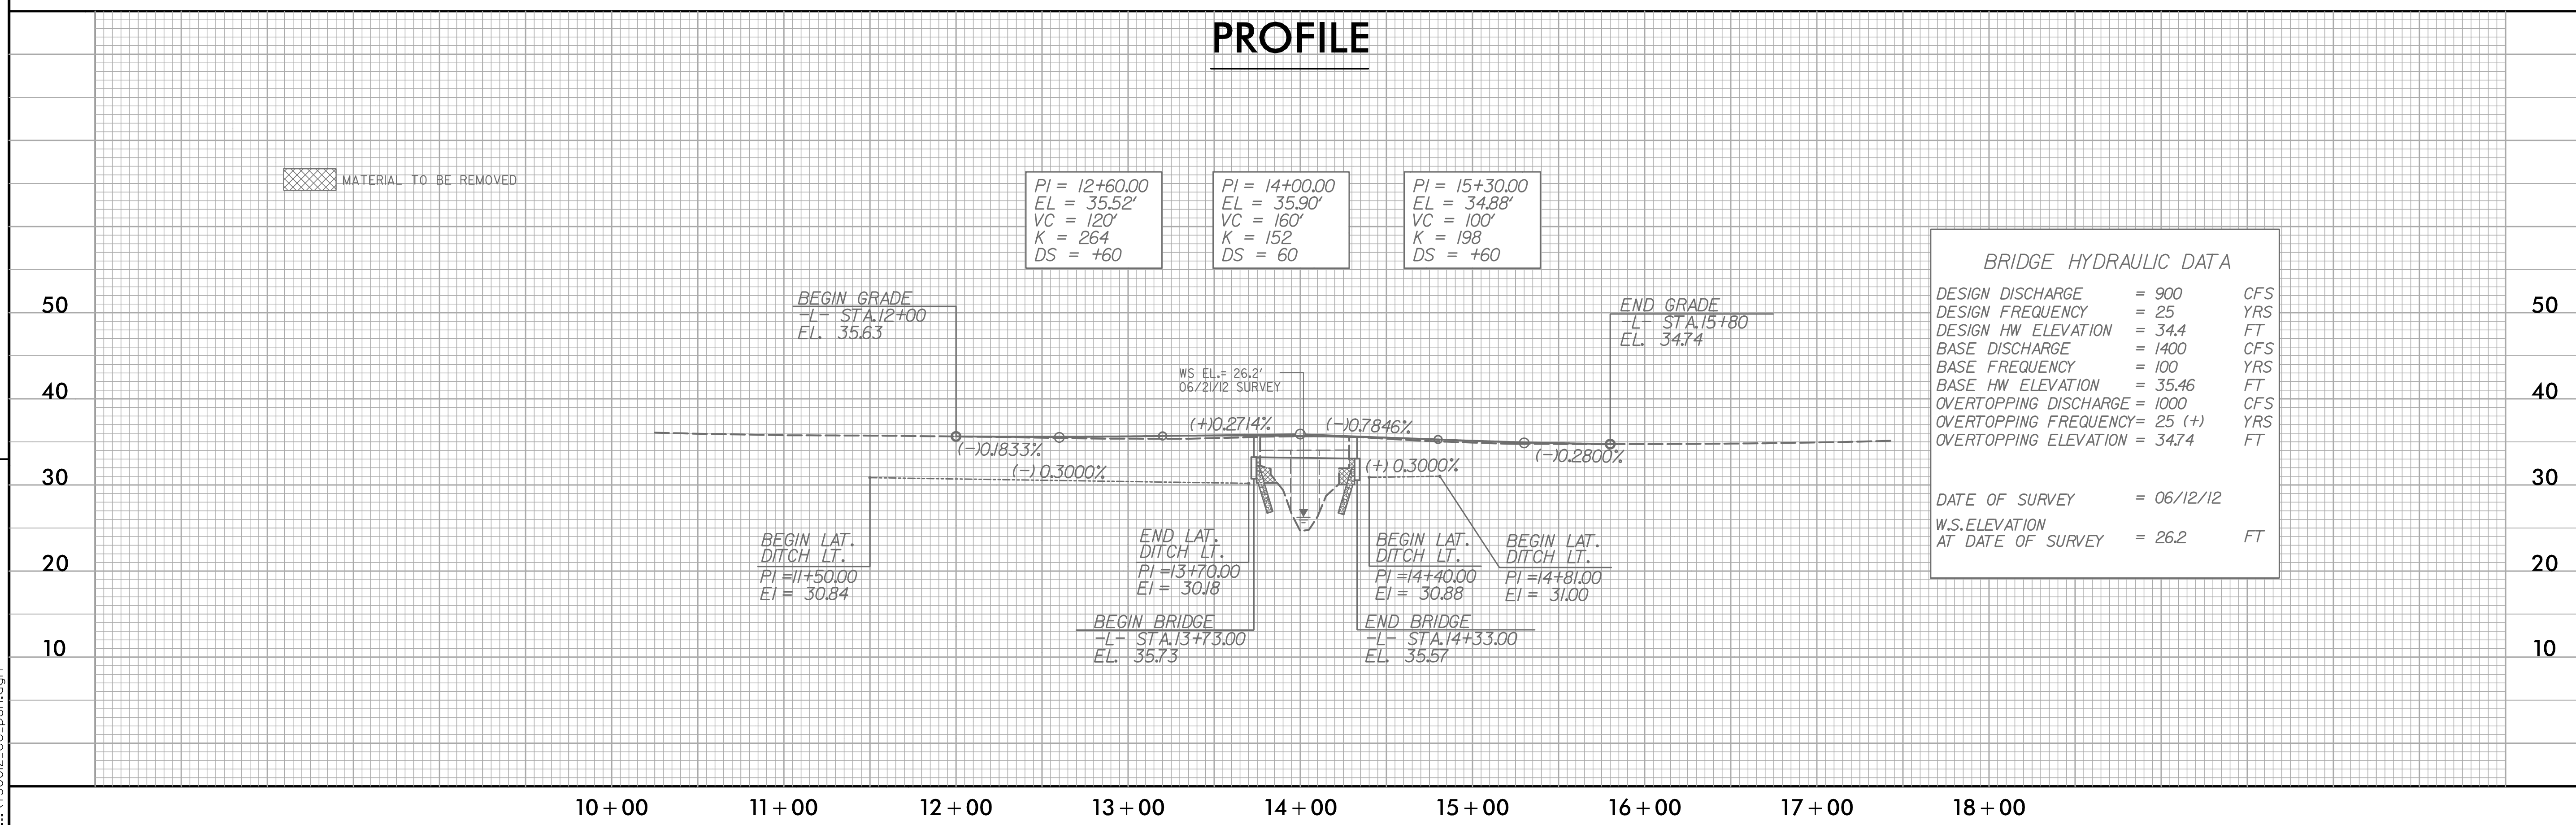 PROFILE
MATERIAL TO BE REMOVED
PI = 12+60.00
EL = 35.52'
VC = 120'
K = 264
DS = +60
PI = 14+00.00
EL = 35.90'
VC = 160'
K = 152
DS = 60
PI = 15+30.00
EL = 34.88'
VC = 100'
K = 198
DS = +60
BRIDGE HYDRAULIC DATA
DESIGN DISCHARGE = 900 CFS
DESIGN FREQUENCY = 25 YRS
DESIGN HW ELEVATION = 34.4 FT
BASE DISCHARGE = 1400 CFS
BASE FREQUENCY = 100 YRS
BASE HW ELEVATION = 35.46 FT
OVERTOPPING DISCHARGE = 1000 CFS
OVERTOPPING FREQUENCY = 25 (+) YRS
OVERTOPPING ELEVATION = 34.74 FT
DATE OF SURVEY = 06/12/12
W.S.ELEVATION
AT DATE OF SURVEY = 26.2 FT
BEGIN GRADE
-L- STA.12+00
EL. 35.63
END GRADE
-L- STA.15+80
EL. 34.74
WS EL.= 26.2'
06/21/12 SURVEY
(-)0.1833%
(+)0.2714%
(-)0.7846%
(-)0.2800%
(-)0.3000%
(+)0.3000%
BEGIN LAT.
DITCH LT.
PI =11+50.00
El = 30.84
END LAT.
DITCH LT.
PI =13+70.00
El = 30.18
BEGIN LAT.
DITCH LT.
PI =14+40.00
El = 30.88
BEGIN LAT.
DITCH LT.
PI =14+81.00
El = 31.00
BEGIN BRIDGE
-L- STA.13+73.00
EL. 35.73
END BRIDGE
-L- STA.14+33.00
EL. 35.57
50
40
30
20
10
50
40
30
20
10
10+00
11+00
12+00
13+00
14+00
15+00
16+00
17+00
18+00